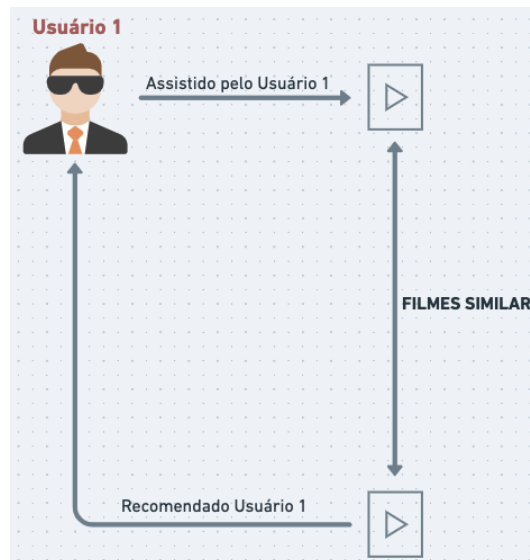 Usuário 1
Assistido pelo Usuário 1
FILMES SIMILAR
Recomendado Usuário 1